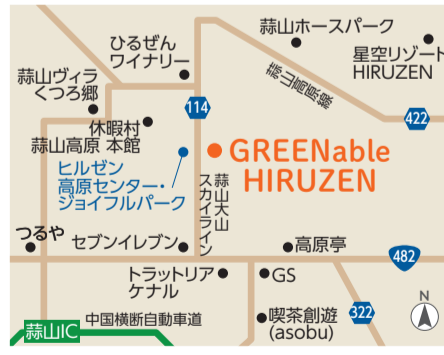 ひるぜん
ワイナリー
蒜山ホースパーク
星空リゾート
HIRUZEN
蒜山高原線
蒜山ヴィラ
くつろ郷
114
422
休暇村
蒜山高原 本館
GREENable
HIRUZEN
ヒルゼン
高原センター・
ジョイフルパーク
蒜山大山
スカイライン
つるや
セブンイレブン
高原亭
482
トラットリア
ケナル
GS
N
中国横断自動車道
喫茶創遊
(asobu)
322
蒜山IC